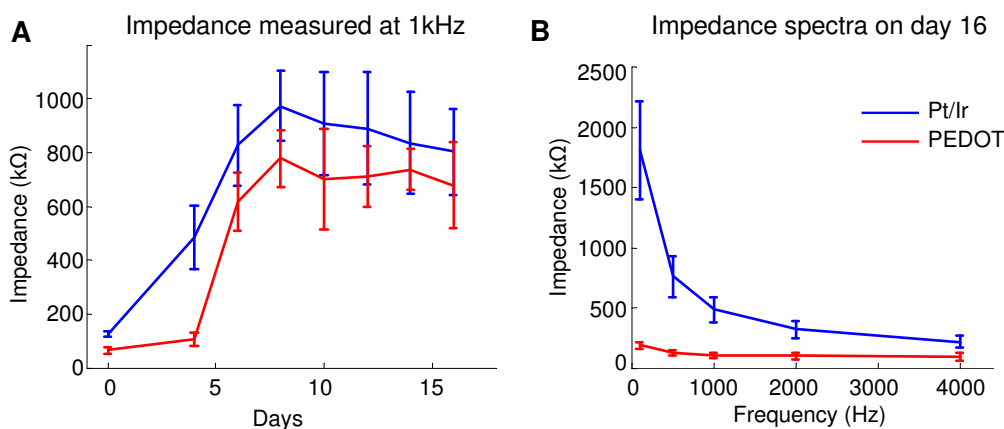 A Impedance measured at 1kHz
Impedance (kΩ)
1000
800
600
400
200
0
0 5 10 15
Days
B Impedance spectra on day 16
Impedance (kΩ)
2500
2000
1500
1000
500
0
Pt/Ir
PEDOT
0 1000 2000 3000 4000
Frequency (Hz)